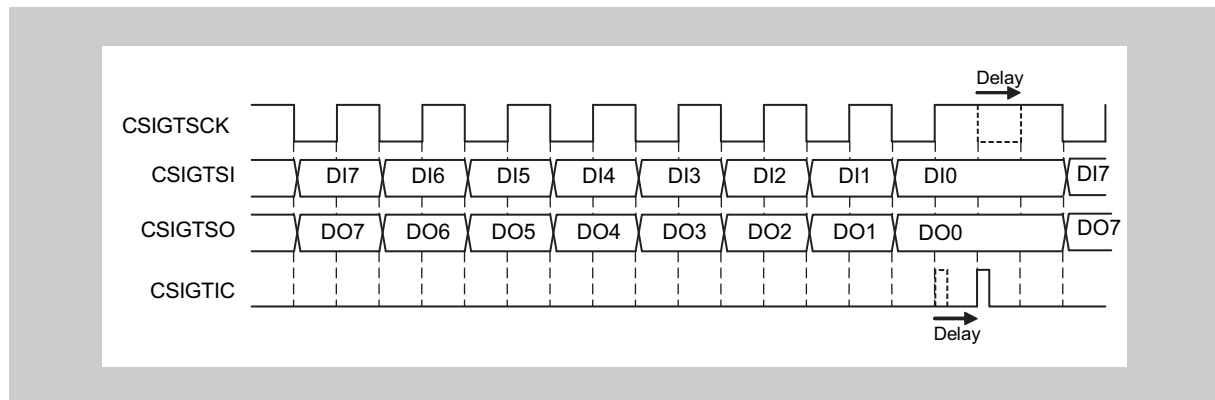 Delay
CSIGTSCK
CSIGTSI DI7 DI6 DI5 DI4 DI3 DI2 DI1 DI0 DI7
CSIGTSO DO7 DO6 DO5 DO4 DO3 DO2 DO1 DO0 DO7
CSIGTIC
Delay